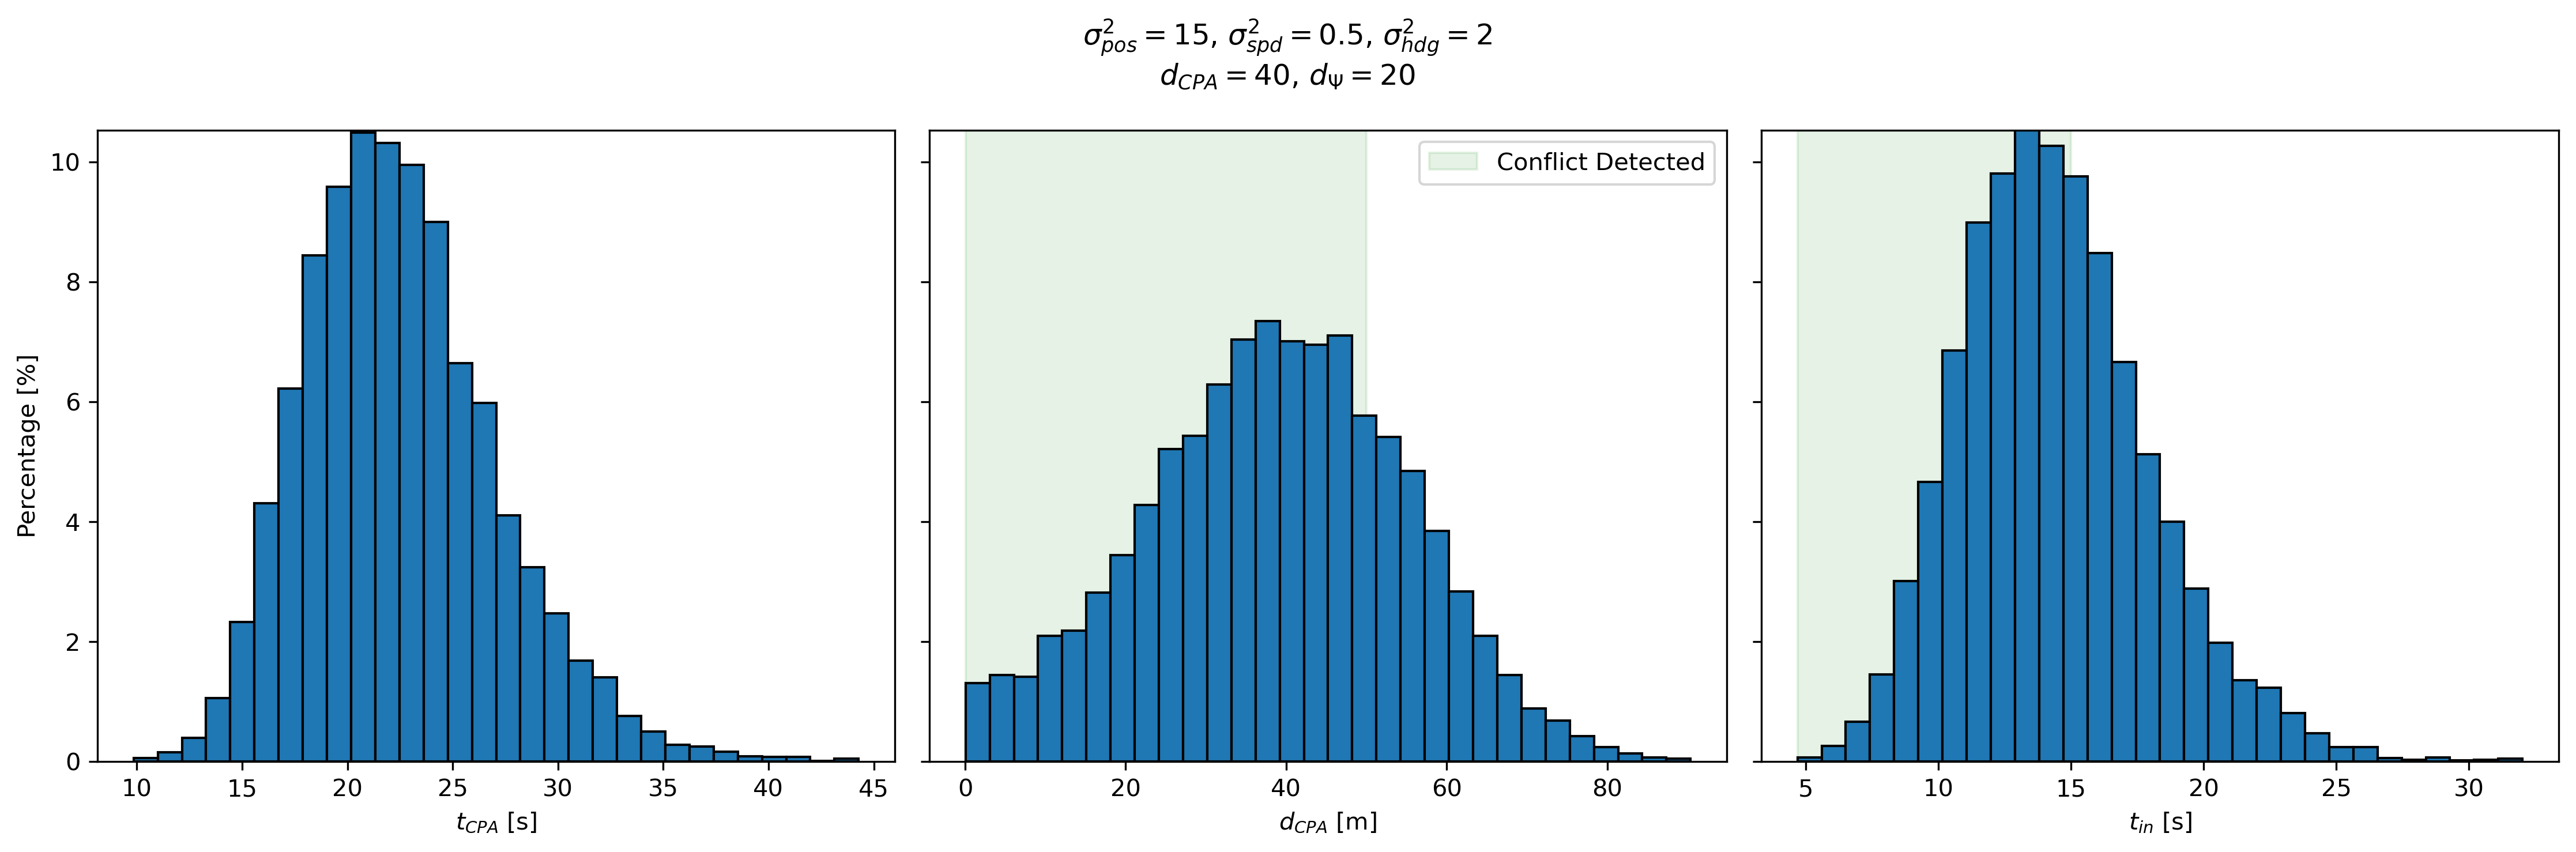 σ²pos = 15, σ²spd = 0.5, σ²hdg = 2
dCPA = 40, dΨ = 20
Percentage [%]
10
8
6
4
2
0
10 15 20 25 30 35 40 45
tCPA [s]
Conflict Detected
0 20 40 60 80
dCPA [m]
5 10 15 20 25 30
tin [s]